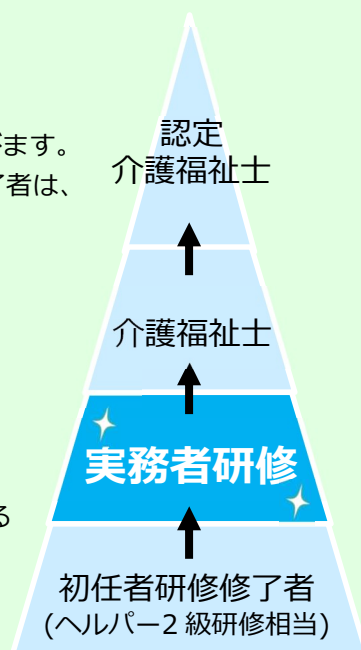 認定
介護福祉士
ます。
者は、
介護福祉士
実務者研修
る
初任者研修修了者
(ヘルパー2 級研修相当)